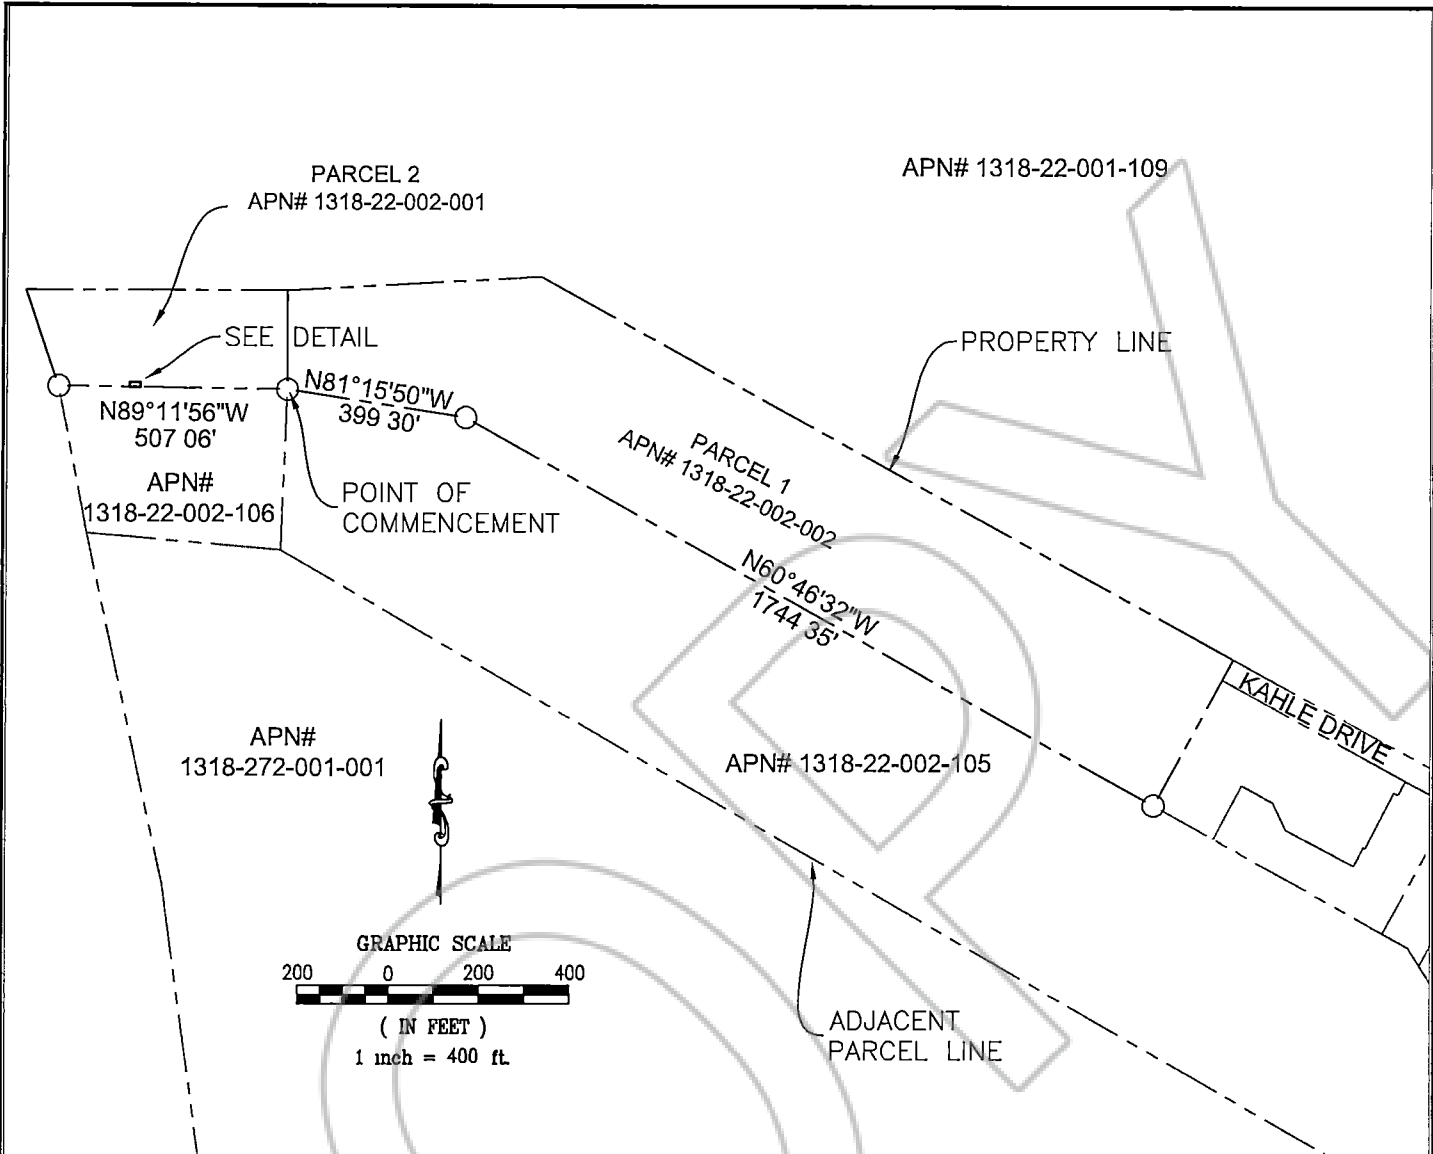 PARCEL 2
APN# 1318-22-002-001
APN# 1318-22-001-109
SEE DETAIL
PROPERTY LINE
N81°15'50"W
399 30'
N89°11'56"W
507 06'
APN#
1318-22-002-106
POINT OF
COMMENCEMENT
PARCEL 1
APN# 1318-22-002-002
N60°46'32"W
1744 35'
KAHLE DRIVE
APN#
1318-272-001-001
APN# 1318-22-002-105
GRAPHIC SCALE
200 0 200 400
( IN FEET )
1 inch = 400 ft.
ADJACENT
PARCEL LINE
COPY